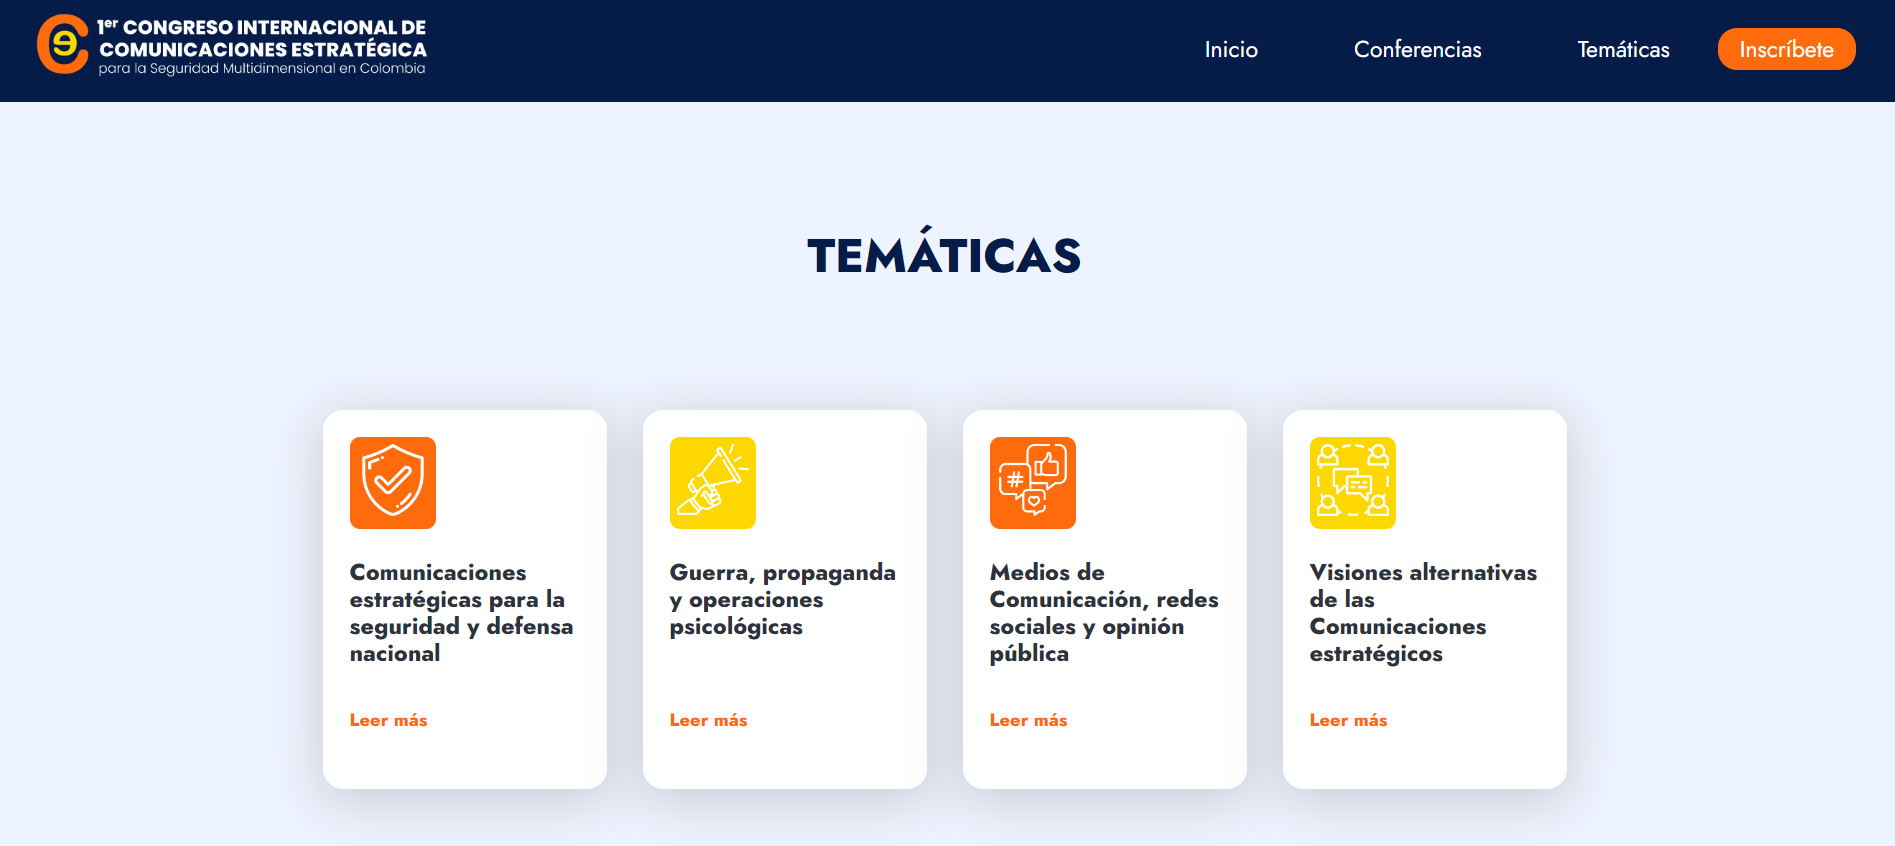 1er CONGRESO INTERNACIONAL DE
COMUNICACIONES ESTRATÉGICA
para la Seguridad Multidimensional en Colombia
Inicio
Conferencias
Temáticas
Inscríbete
TEMÁTICAS
Comunicaciones
estratégicas para la
seguridad y defensa
nacional
Leer más
Guerra, propaganda
y operaciones
psicológicas
Leer más
#
Medios de
Comunicación, redes
sociales y opinión
pública
Leer más
Visiones alternativas
de las
Comunicaciones
estratégicos
Leer más